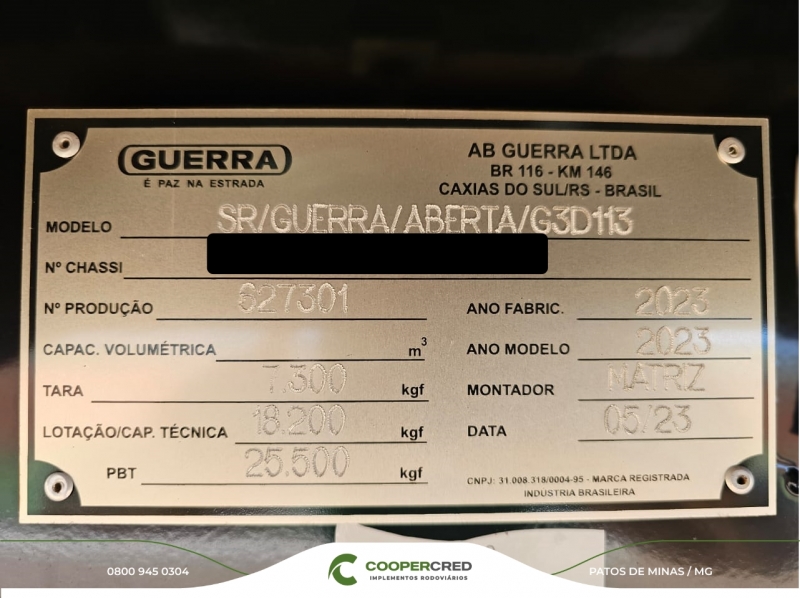 GUERRA
É PAZ NA ESTRADA
AB GUERRA LTDA
BR 116 - KM 146
CAXIAS DO SUL/RS - BRASIL
MODELO SR/GUERRA/ABERTA/G3D113
Nº CHASSI
Nº PRODUÇÃO 627301
ANO FABRIC. 2023
CAPAC. VOLUMÉTRICA m³
ANO MODELO 2023
TARA 7.300 kgf
MONTADOR MATRIZ
LOTAÇÃO/CAP. TÉCNICA 18.200 kgf
DATA 05/23
PBT 25.500 kgf
CNPJ: 31.008.318/0004-95 - MARCA REGISTRADA
INDUSTRIA BRASILEIRA
0800 945 0304
COOPERCRED
IMPLEMENTOS RODOVIÁRIOS
PATOS DE MINAS / MG